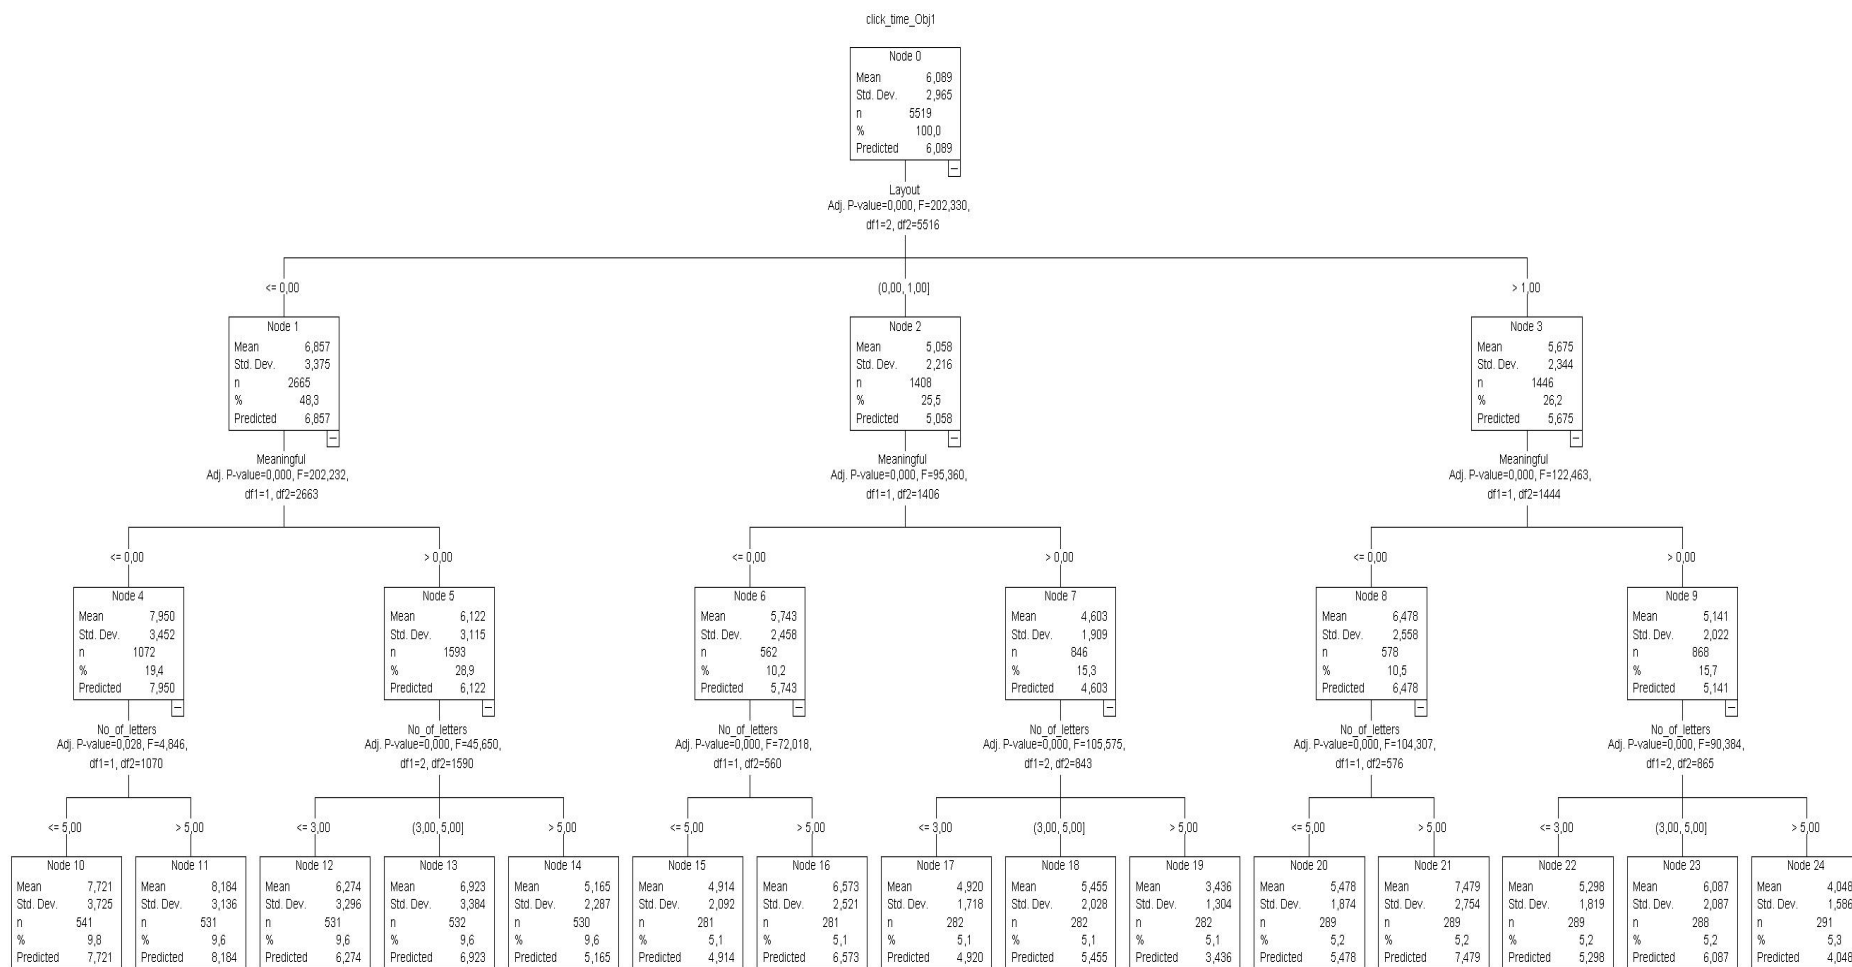 click_time_Obj1
Node 0
Mean 6,089
Std. Dev. 2,965
n 5519
% 100,0
Predicted 6,089
Layout
Adj. P-value=0,000, F=202,330,
df1=2, df2=5516
<= 0,00
(0,00, 1,00]
> 1,00
Node 1
Mean 6,857
Std. Dev. 3,375
n 2665
% 48,3
Predicted 6,857
Meaningful
Adj. P-value=0,000, F=202,232,
df1=1, df2=2663
Node 2
Mean 5,058
Std. Dev. 2,216
n 1408
% 25,5
Predicted 5,058
Meaningful
Adj. P-value=0,000, F=95,360,
df1=1, df2=1406
Node 3
Mean 5,675
Std. Dev. 2,344
n 1446
% 26,2
Predicted 5,675
Meaningful
Adj. P-value=0,000, F=122,463,
df1=1, df2=1444
<= 0,00
> 0,00
<= 0,00
> 0,00
<= 0,00
> 0,00
Node 4
Mean 7,950
Std. Dev. 3,452
n 1072
% 19,4
Predicted 7,950
No_of_letters
Adj. P-value=0,028, F=4,846,
df1=1, df2=1070
Node 5
Mean 6,122
Std. Dev. 3,115
n 1593
% 28,9
Predicted 6,122
No_of_letters
Adj. P-value=0,000, F=45,650,
df1=2, df2=1590
Node 6
Mean 5,743
Std. Dev. 2,458
n 562
% 10,2
Predicted 5,743
No_of_letters
Adj. P-value=0,000, F=72,018,
df1=1, df2=560
Node 7
Mean 4,603
Std. Dev. 1,909
n 846
% 15,3
Predicted 4,603
No_of_letters
Adj. P-value=0,000, F=105,575,
df1=2, df2=843
Node 8
Mean 6,478
Std. Dev. 2,558
n 578
% 10,5
Predicted 6,478
No_of_letters
Adj. P-value=0,000, F=104,307,
df1=1, df2=576
Node 9
Mean 5,141
Std. Dev. 2,022
n 868
% 15,7
Predicted 5,141
No_of_letters
Adj. P-value=0,000, F=90,384,
df1=2, df2=865
<= 5,00
> 5,00
<= 3,00
(3,00, 5,00]
> 5,00
<= 5,00
> 5,00
<= 3,00
(3,00, 5,00]
> 5,00
<= 5,00
> 5,00
<= 3,00
(3,00, 5,00]
> 5,00
Node 10
Mean 7,721
Std. Dev. 3,725
n 541
% 9,8
Predicted 7,721
Node 11
Mean 8,184
Std. Dev. 3,136
n 531
% 9,6
Predicted 8,184
Node 12
Mean 6,274
Std. Dev. 3,296
n 531
% 9,6
Predicted 6,274
Node 13
Mean 6,923
Std. Dev. 3,384
n 532
% 9,6
Predicted 6,923
Node 14
Mean 5,165
Std. Dev. 2,287
n 530
% 9,6
Predicted 5,165
Node 15
Mean 4,914
Std. Dev. 2,092
n 281
% 5,1
Predicted 4,914
Node 16
Mean 6,573
Std. Dev. 2,521
n 281
% 5,1
Predicted 6,573
Node 17
Mean 4,920
Std. Dev. 1,718
n 282
% 5,1
Predicted 4,920
Node 18
Mean 5,455
Std. Dev. 2,028
n 282
% 5,1
Predicted 5,455
Node 19
Mean 3,436
Std. Dev. 1,304
n 282
% 5,1
Predicted 3,436
Node 20
Mean 5,478
Std. Dev. 1,874
n 289
% 5,2
Predicted 5,478
Node 21
Mean 7,479
Std. Dev. 2,754
n 289
% 5,2
Predicted 7,479
Node 22
Mean 5,298
Std. Dev. 1,819
n 289
% 5,2
Predicted 5,298
Node 23
Mean 6,087
Std. Dev. 2,087
n 288
% 5,2
Predicted 6,087
Node 24
Mean 4,048
Std. Dev. 1,586
n 291
% 5,3
Predicted 4,048